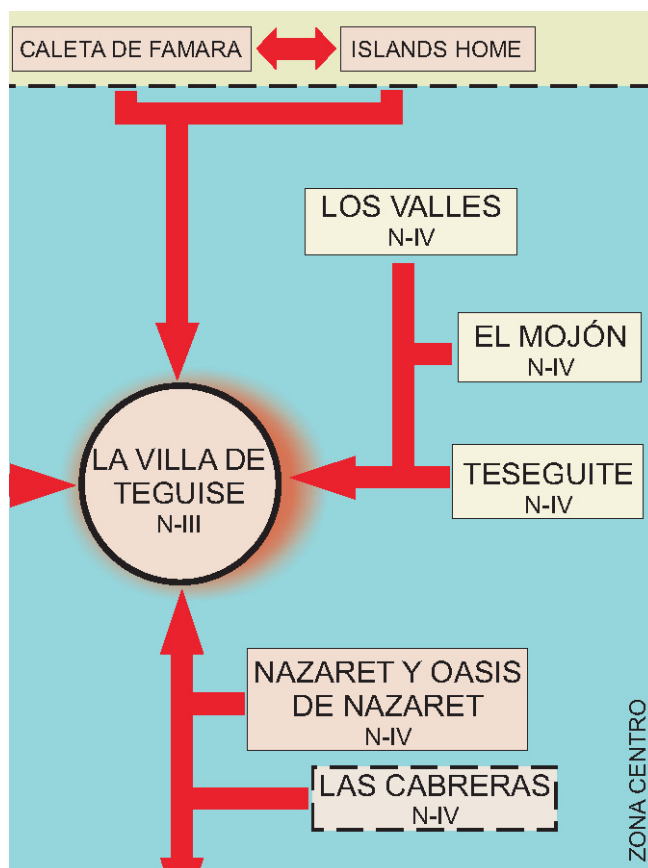 CALETA DE FAMARA
ISLANDS HOME
LOS VALLES
N-IV
EL MOJÓN
N-IV
LA VILLA DE
TEGUISE
N-III
TESEGUITE
N-IV
NAZARET Y OASIS
DE NAZARET
N-IV
LAS CABRERAS
N-IV
ZONA CENTRO